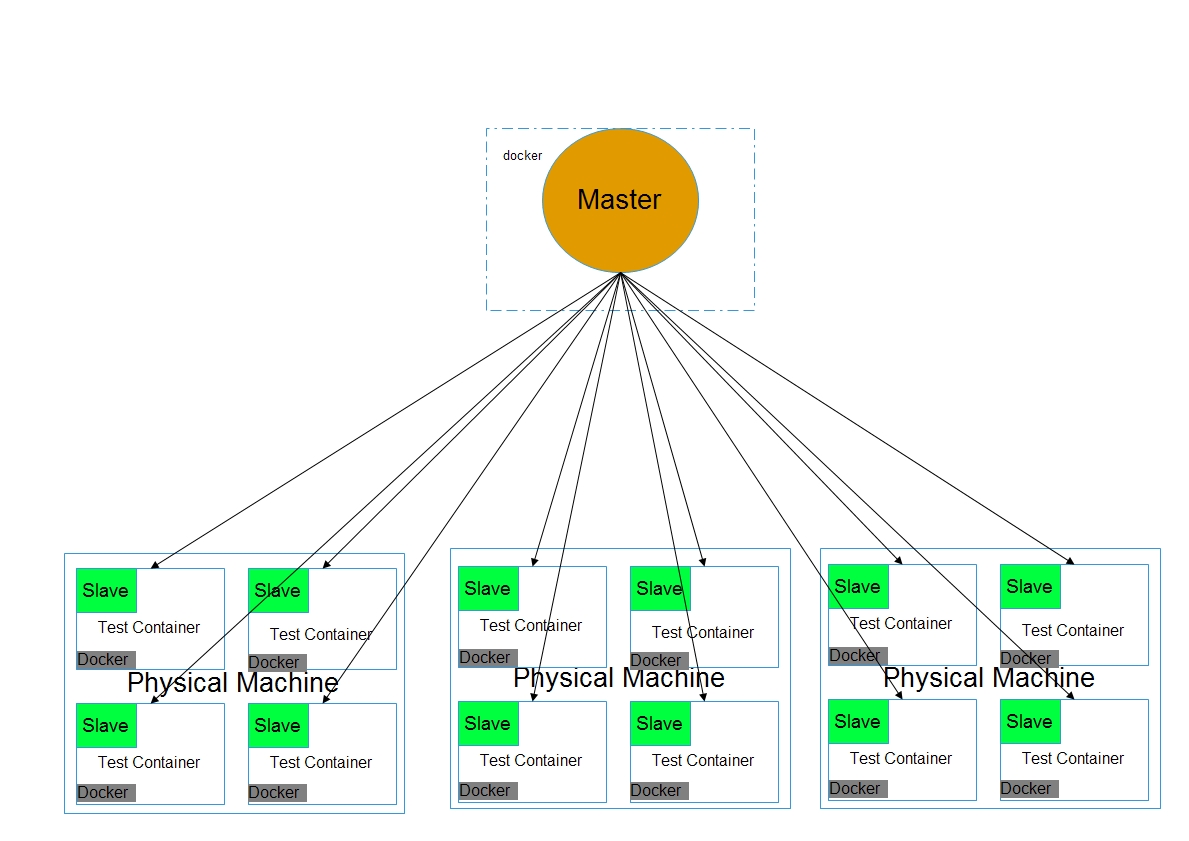 docker
Master
Slave
Test Container
Docker
Slave
Test Container
Docker
Physical Machine
Slave
Test Container
Docker
Slave
Test Container
Docker
Slave
Test Container
Docker
Slave
Test Container
Docker
Physical Machine
Slave
Test Container
Docker
Slave
Test Container
Docker
Slave
Test Container
Docker
Slave
Test Container
Docker
Physical Machine
Slave
Test Container
Docker
Slave
Test Container
Docker